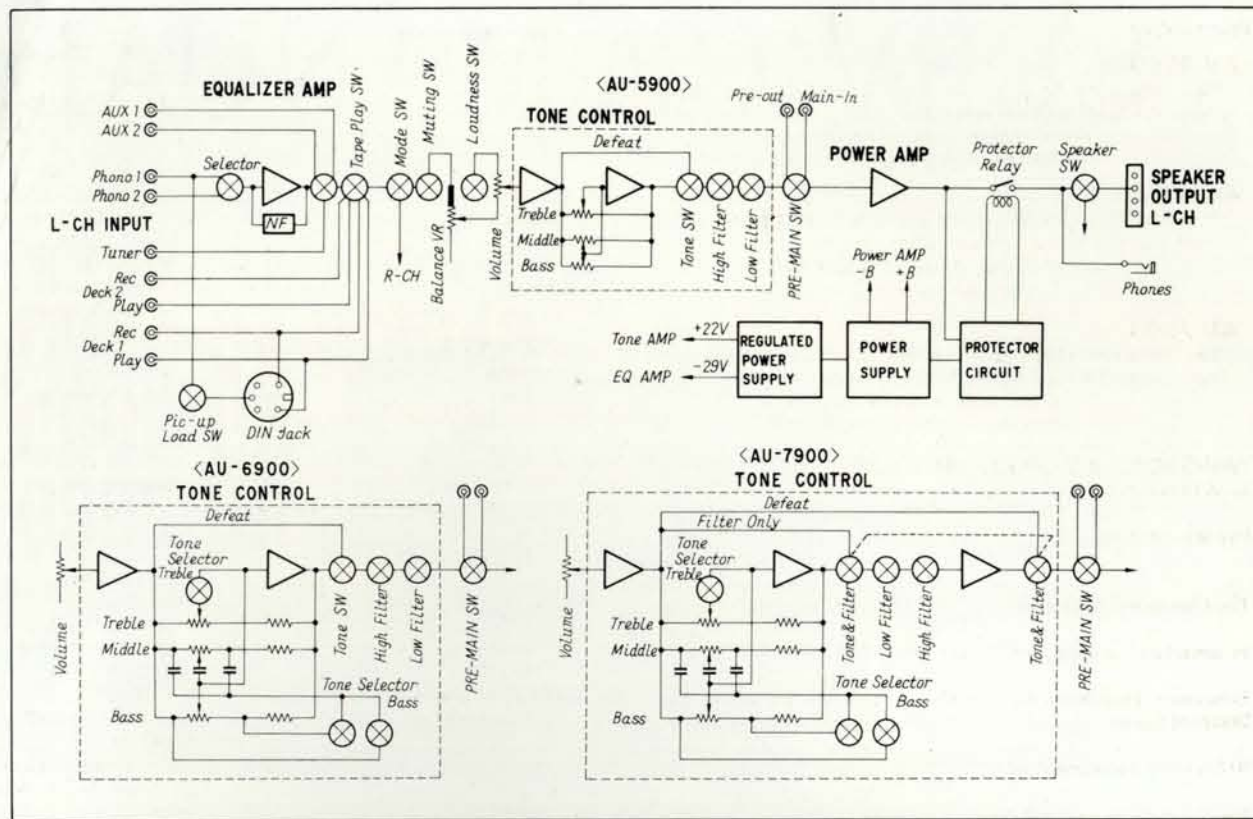 <AU-5900>
EQUALIZER AMP
TONE CONTROL
AUX 1
AUX 2
Phono 1
Phono 2
L-CH INPUT
Tuner
Rec
Deck 2
Play
Rec
Deck 1
Play
Selector
NF
Pic-up
Load SW
DIN Jack
Tape Play SW
Mode SW
Muting SW
R-CH
Balance VR
Loudness SW
Volume
Defeat
Treble
Middle
Bass
Tone SW
High Filter
Low Filter
Pre-out
Main-In
PRE-MAIN SW
POWER AMP
Protector
Relay
Speaker
SW
SPEAKER
OUTPUT
L-CH
Phones
Power AMP
-B
+B
Tone AMP
+22V
EQ AMP
-29V
REGULATED
POWER
SUPPLY
POWER
SUPPLY
PROTECTOR
CIRCUIT
<AU-6900>
TONE CONTROL
Defeat
Tone
Selector
Treble
Volume
Treble
Middle
Bass
Tone SW
High Filter
Low Filter
PRE-MAIN SW
Tone Selector
Bass
<AU-7900>
TONE CONTROL
Defeat
Filter Only
Tone
Selector
Treble
Volume
Treble
Middle
Bass
Tone&Filter
Low Filter
High Filter
Tone&Filter
PRE-MAIN SW
Tone Selector
Bass